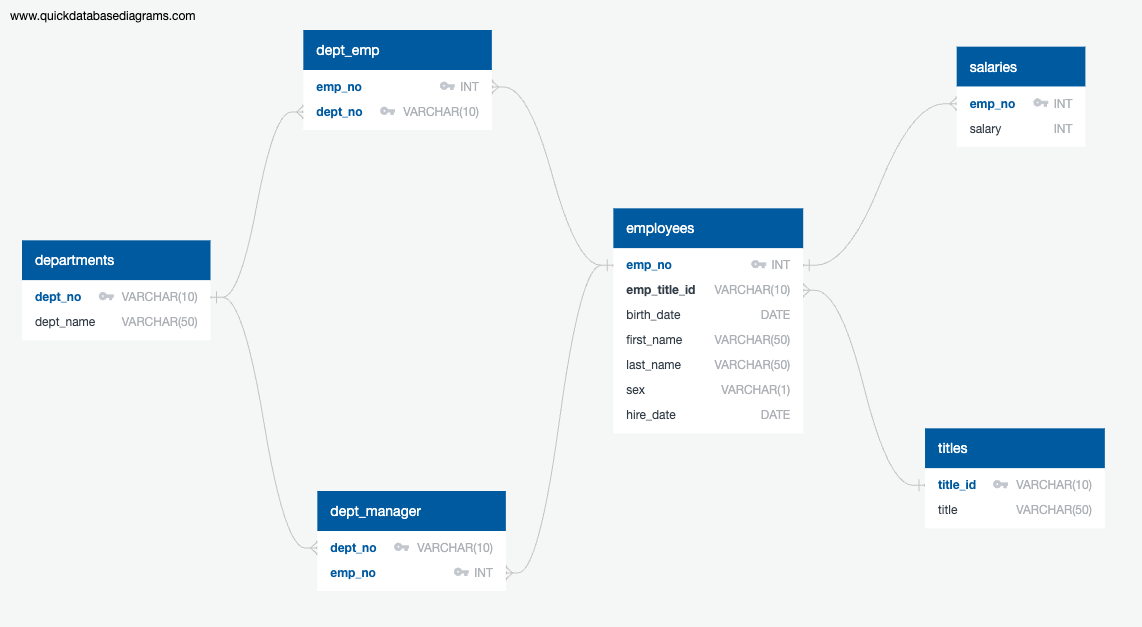 www.quickdatabasediagrams.com
dept_emp
emp_no INT
dept_no VARCHAR(10)
salaries
emp_no INT
salary INT
departments
dept_no VARCHAR(10)
dept_name VARCHAR(50)
employees
emp_no INT
emp_title_id VARCHAR(10)
birth_date DATE
first_name VARCHAR(50)
last_name VARCHAR(50)
sex VARCHAR(1)
hire_date DATE
titles
title_id VARCHAR(10)
title VARCHAR(50)
dept_manager
dept_no VARCHAR(10)
emp_no INT